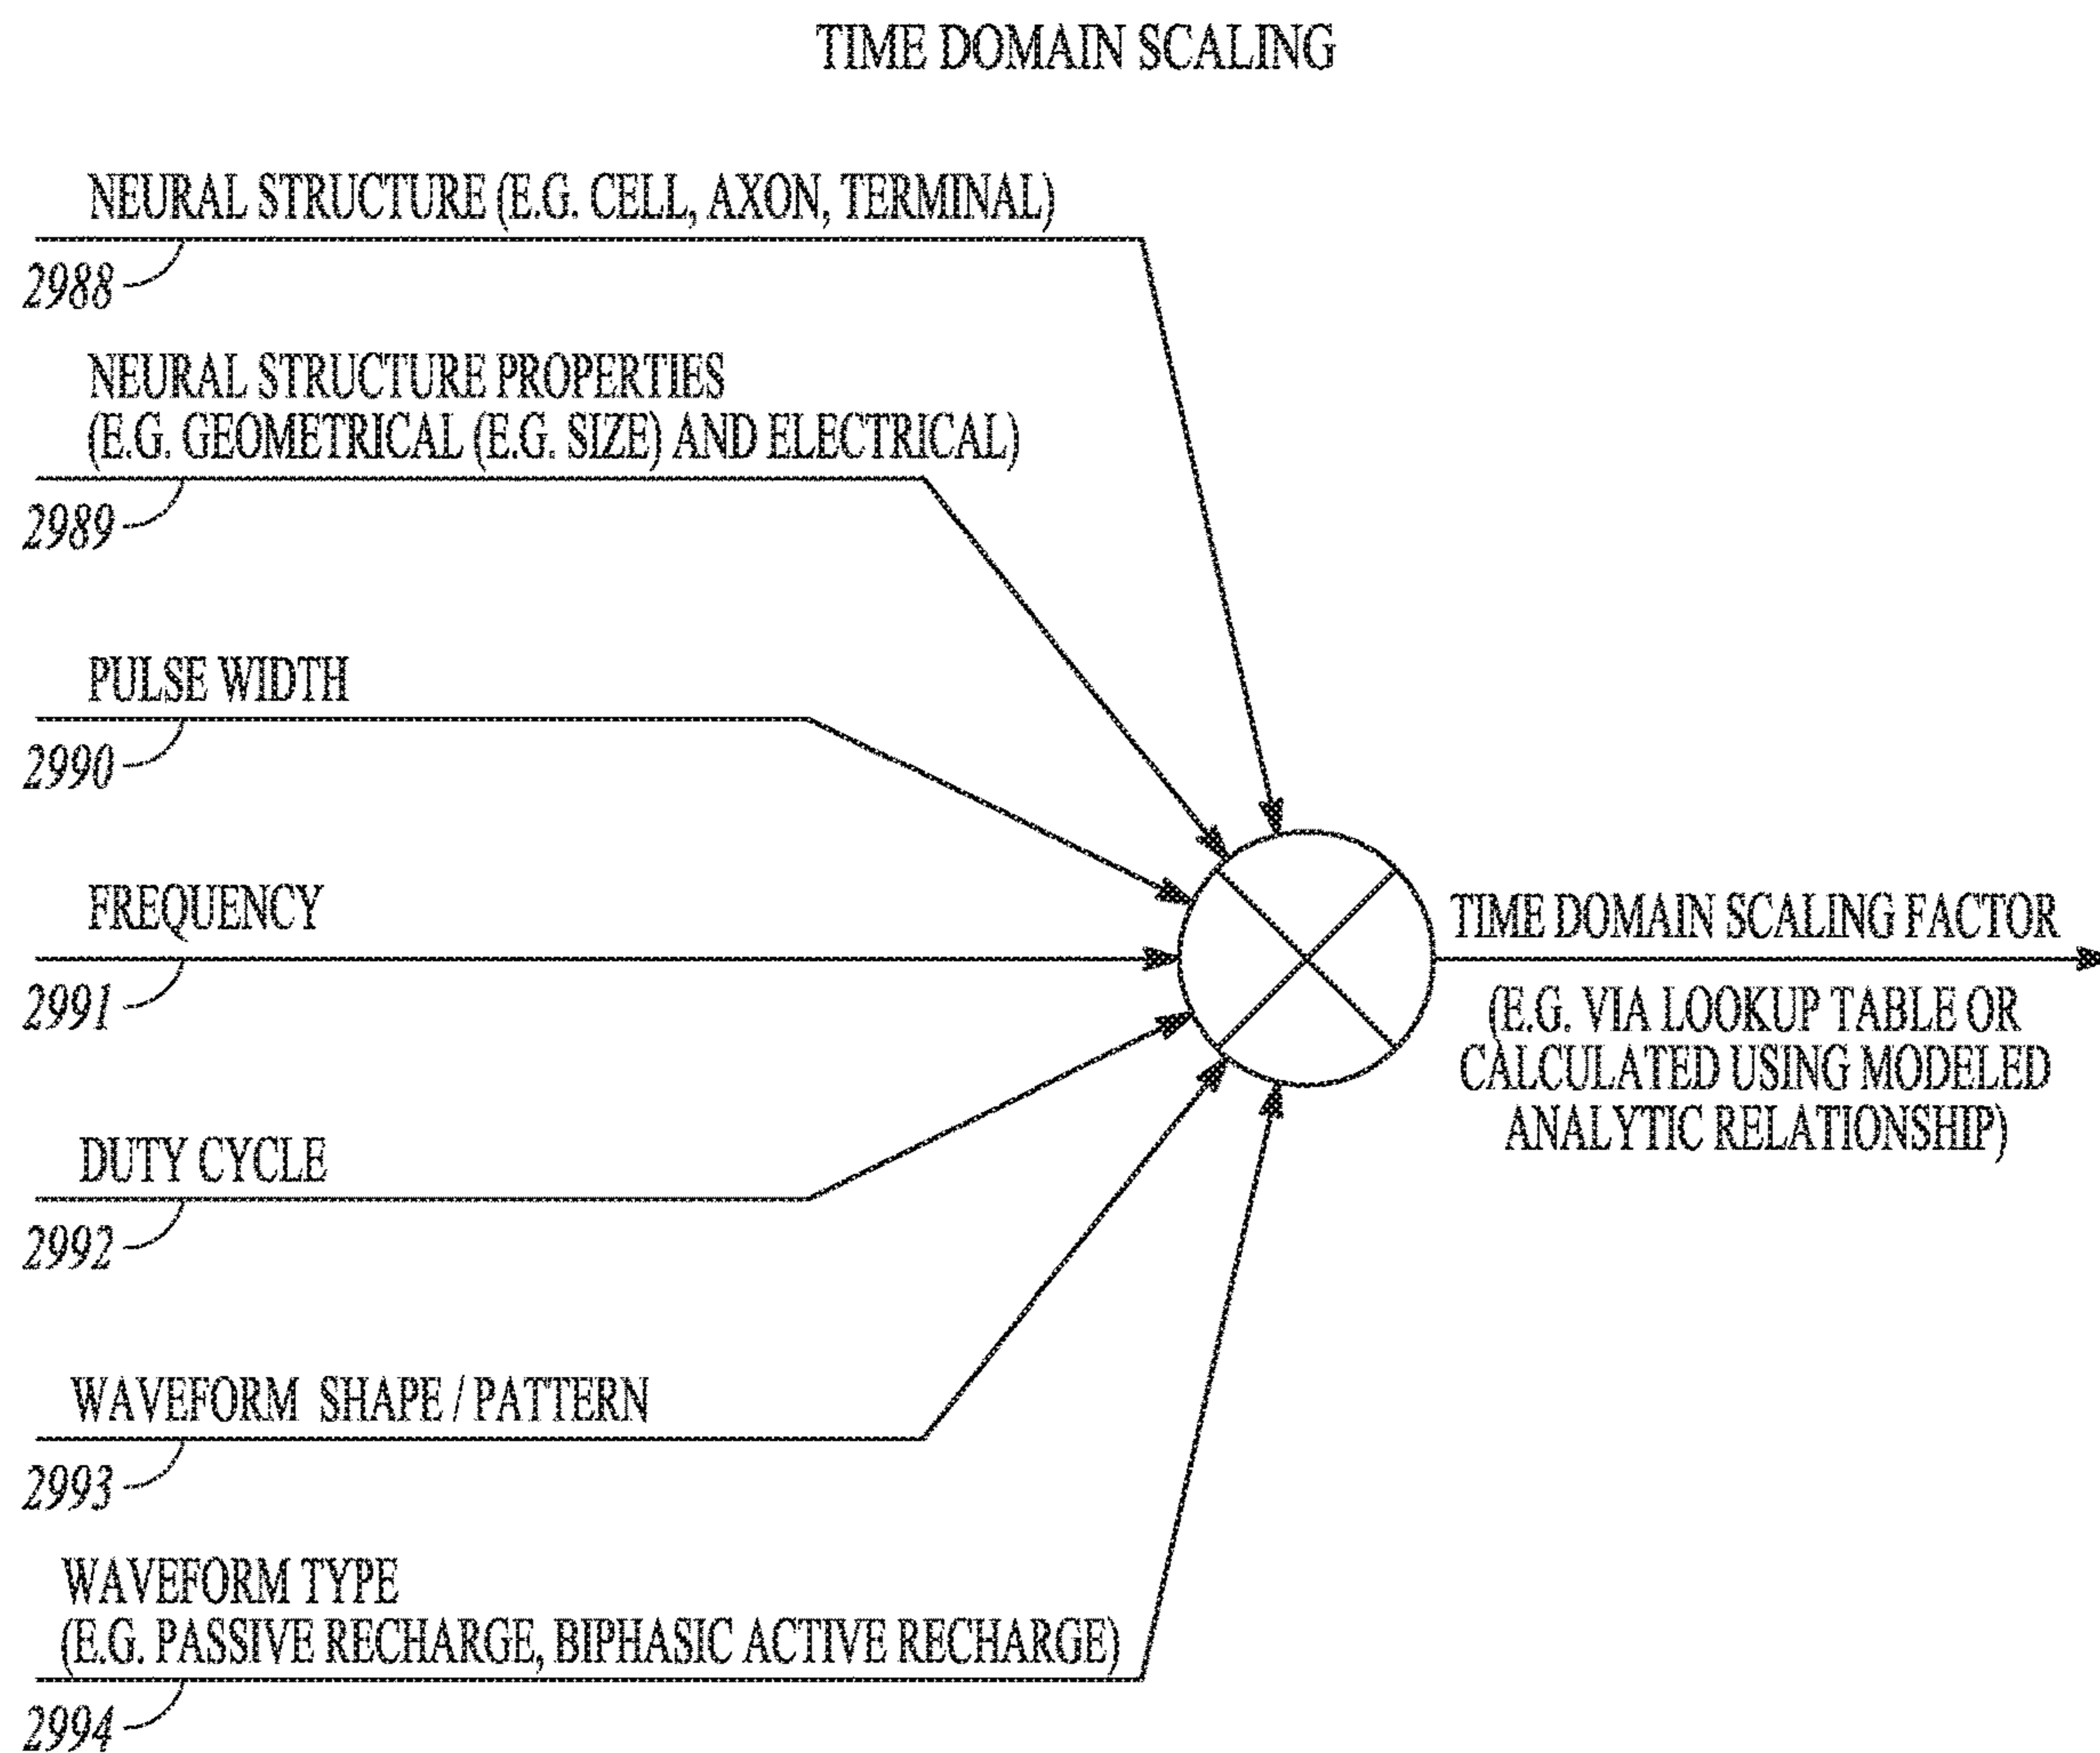 TIME DOMAIN SCALING
NEURAL STRUCTURE (E.G. CELL, AXON, TERMINAL)
2988
NEURAL STRUCTURE PROPERTIES
(E.G. GEOMETRICAL (E.G. SIZE) AND ELECTRICAL)
2989
PULSE WIDTH
2990
FREQUENCY
2991
DUTY CYCLE
2992
WAVEFORM SHAPE / PATTERN
2993
WAVEFORM TYPE
(E.G. PASSIVE RECHARGE, BIPHASIC ACTIVE RECHARGE)
2994
TIME DOMAIN SCALING FACTOR
(E.G. VIA LOOKUP TABLE OR
CALCULATED USING MODELED
ANALYTIC RELATIONSHIP)